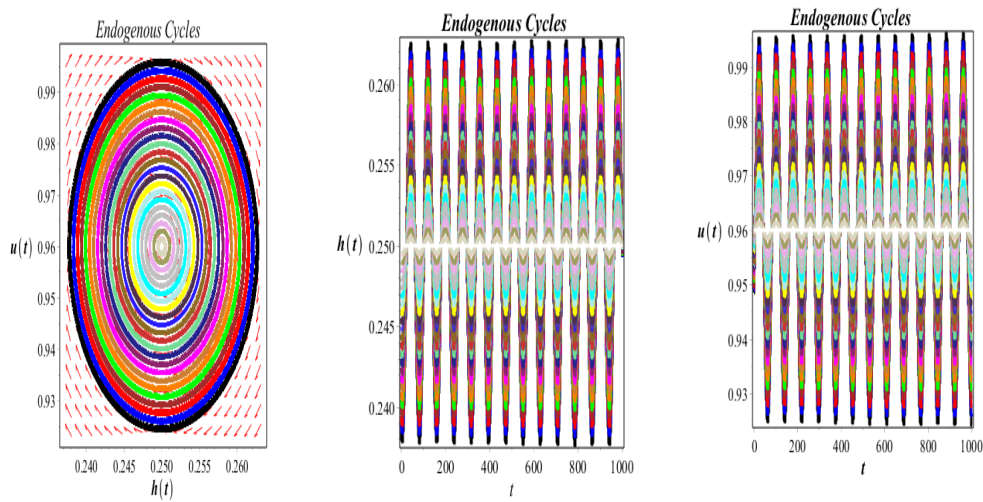 Endogenous Cycles
0.99
0.98
0.97
u(t) 0.96
0.95
0.94
0.93
0.240 0.245 0.250 0.255 0.260
h(t)
Endogenous Cycles
0.260
0.255
h(t) 0.250
0.245
0.240
0 200 400 600 800 1000
t
Endogenous Cycles
0.99
0.98
0.97
u(t) 0.96
0.95
0.94
0.93
0 200 400 600 800 1000
t